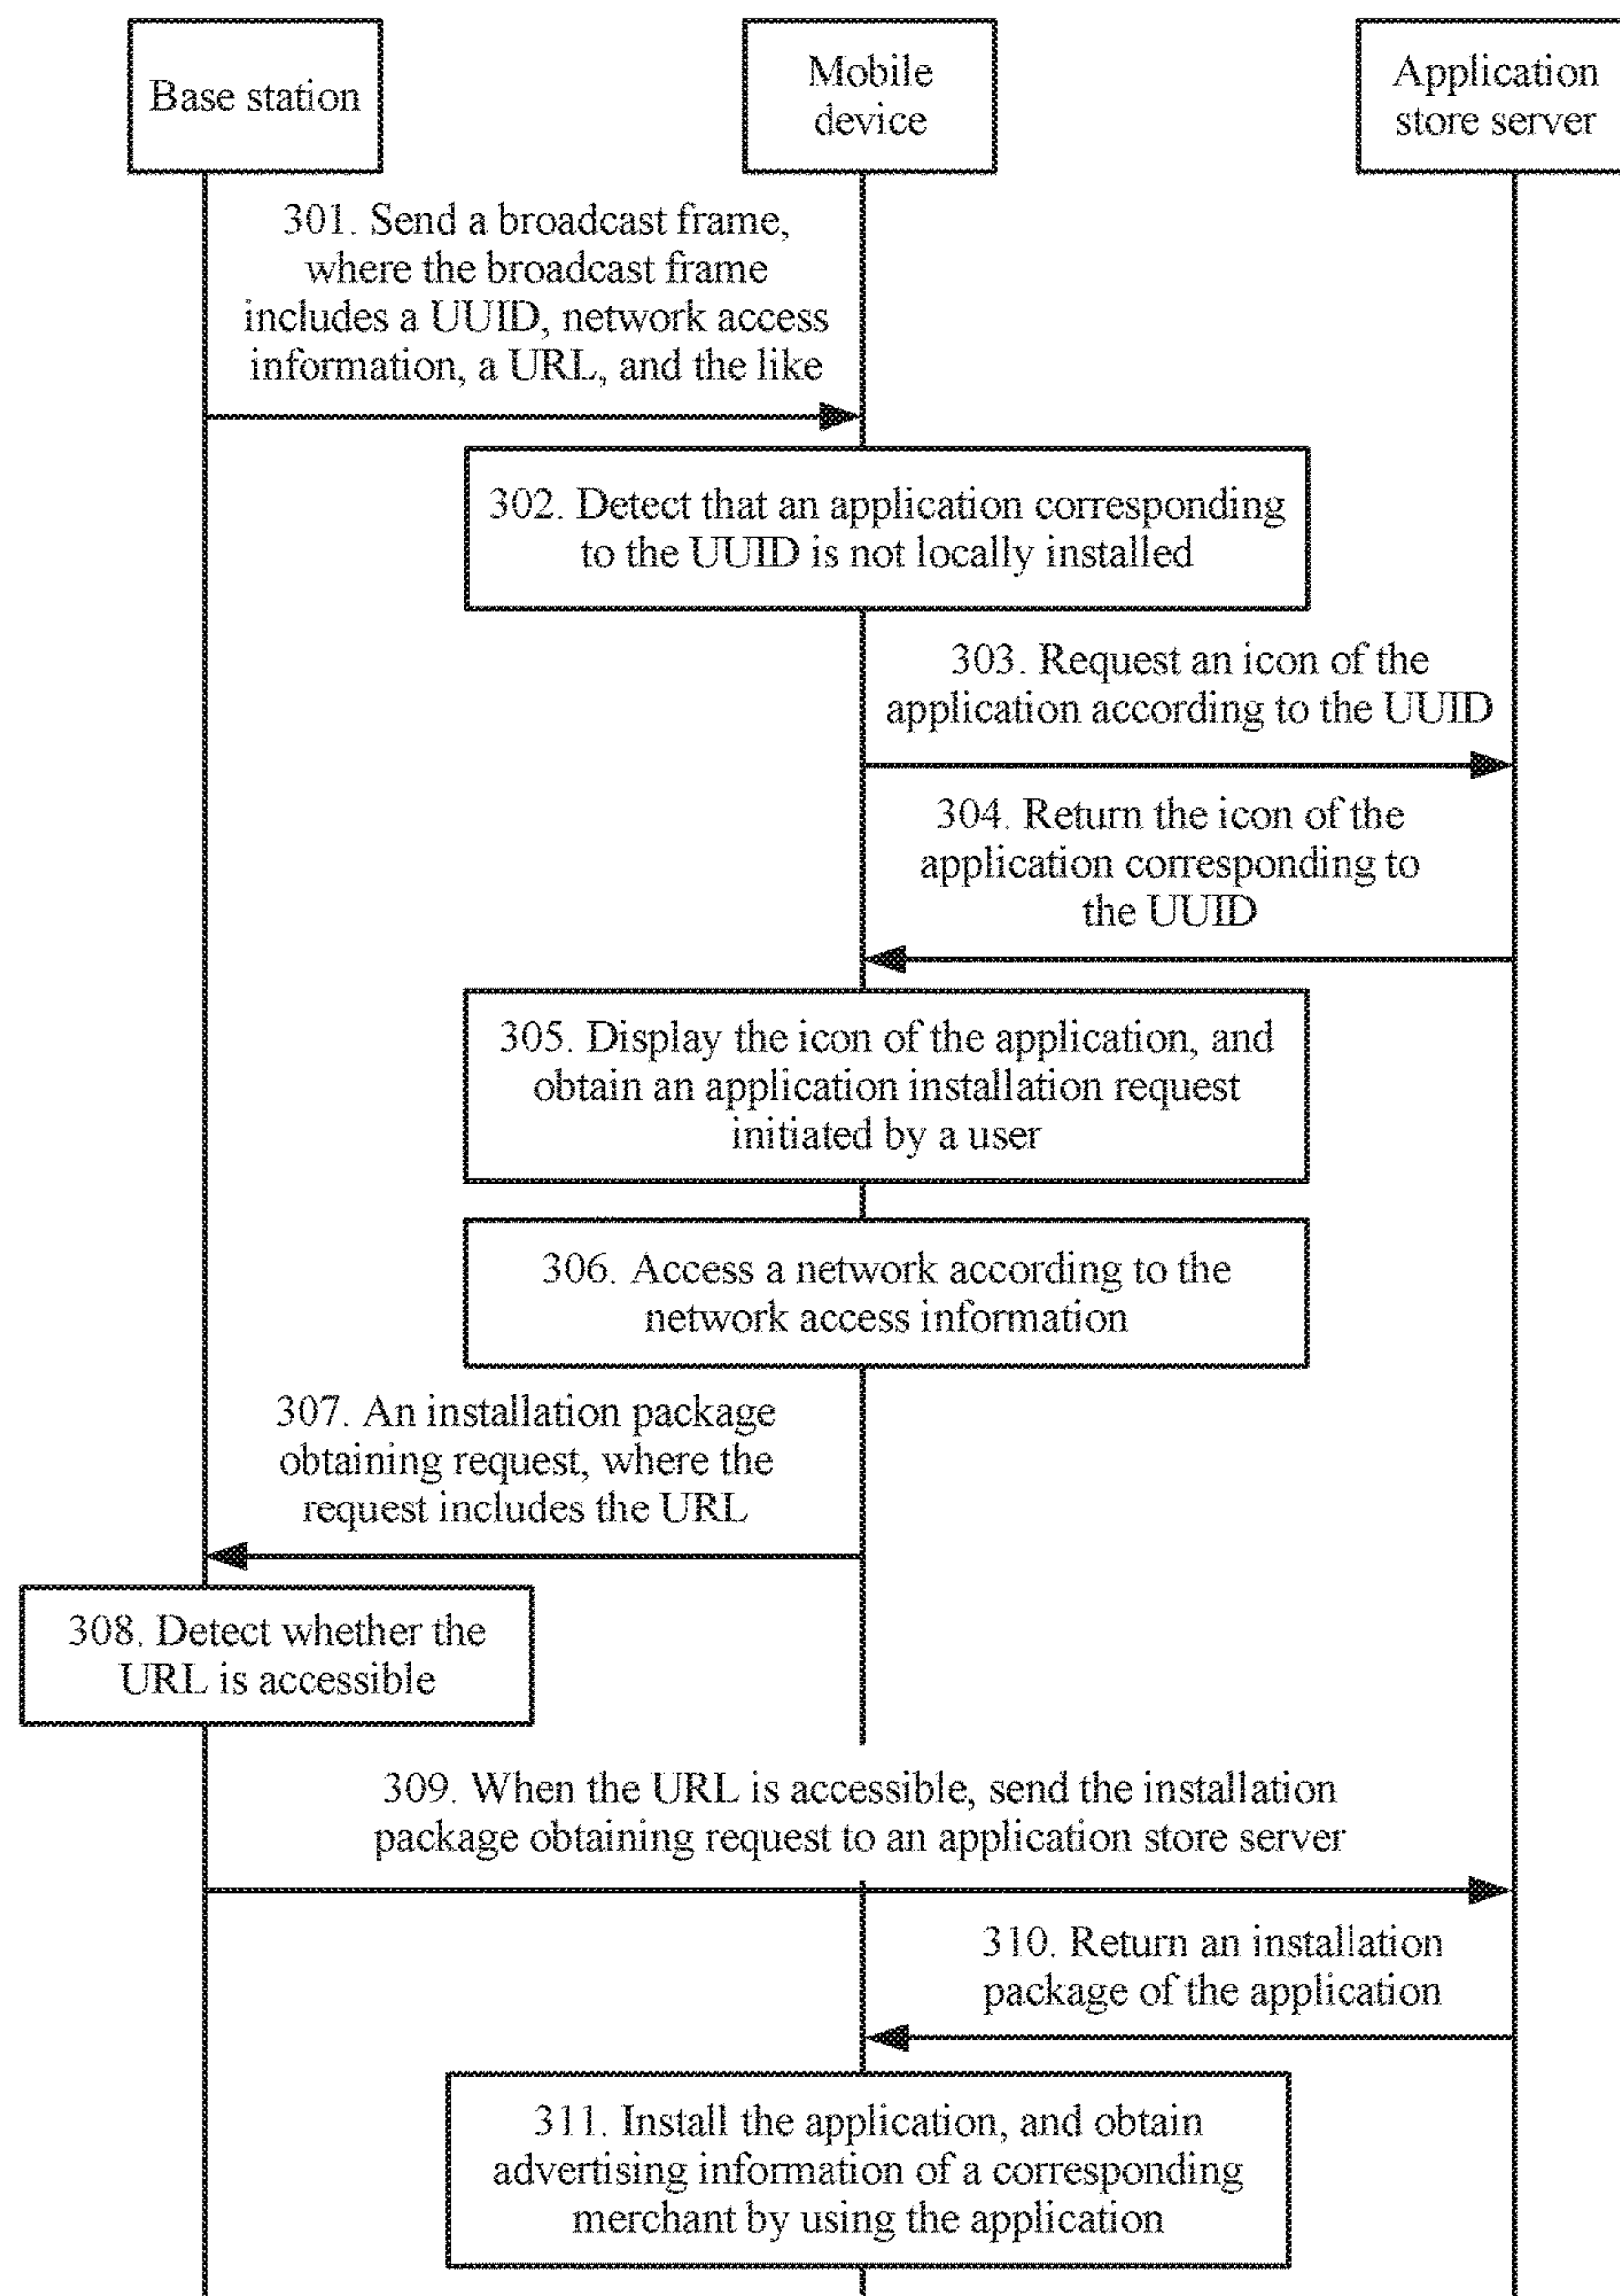 Base station
Mobile
device
Application
store server
301. Send a broadcast frame,
where the broadcast frame
includes a UUID, network access
information, a URL, and the like
302. Detect that an application corresponding
to the UUID is not locally installed
303. Request an icon of the
application according to the UUID
304. Return the icon of the
application corresponding to
the UUID
305. Display the icon of the application, and
obtain an application installation request
initiated by a user
306. Access a network according to the
network access information
307. An installation package
obtaining request, where the
request includes the URL
308. Detect whether the
URL is accessible
309. When the URL is accessible, send the installation
package obtaining request to an application store server
310. Return an installation
package of the application
311. Install the application, and obtain
advertising information of a corresponding
merchant by using the application